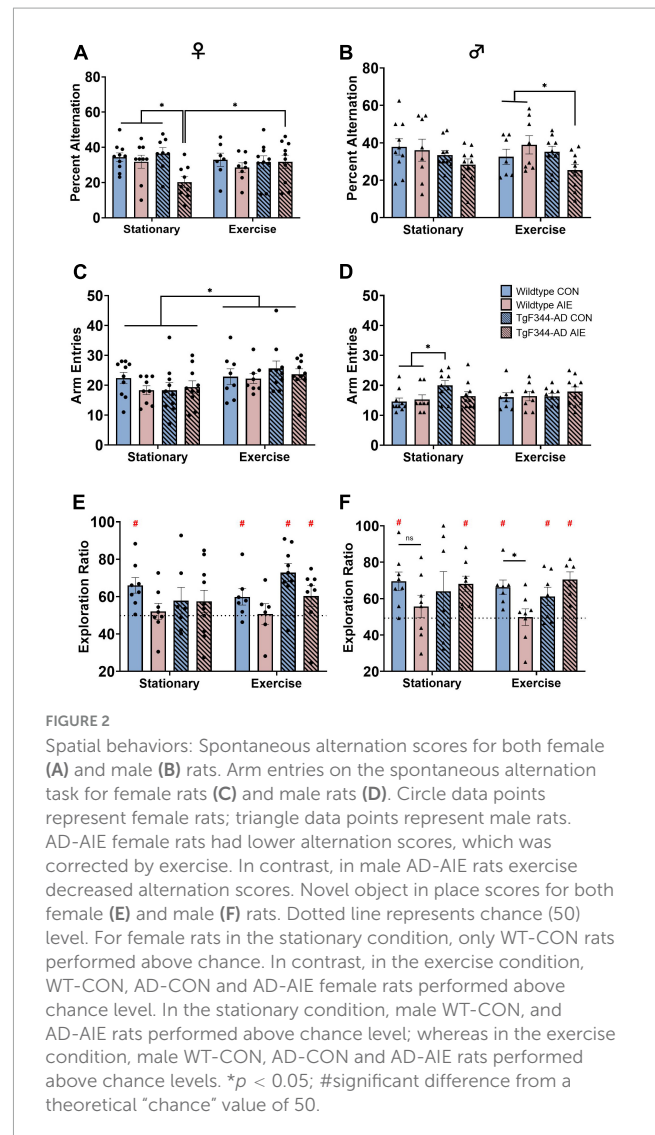 A ♀
B ♂
Percent Alternation
80
60
40
20
0
*
*
Stationary Exercise
Percent Alternation
80
60
40
20
0
*
Stationary Exercise
C
D
Arm Entries
50
40
30
20
10
0
*
Stationary Exercise
Arm Entries
50
40
30
20
10
0
*
Wildtype CON
Wildtype AIE
TgF344-AD CON
TgF344-AD AIE
Stationary Exercise
E
F
Exploration Ratio
100
80
60
40
20
# # # #
Stationary Exercise
Exploration Ratio
100
80
60
40
20
# # # # #
ns
*
Stationary Exercise
FIGURE 2
Spatial behaviors: Spontaneous alternation scores for both female
(A) and male (B) rats. Arm entries on the spontaneous alternation
task for female rats (C) and male rats (D). Circle data points
represent female rats; triangle data points represent male rats.
AD-AIE female rats had lower alternation scores, which was
corrected by exercise. In contrast, in male AD-AIE rats exercise
decreased alternation scores. Novel object in place scores for both
female (E) and male (F) rats. Dotted line represents chance (50)
level. For female rats in the stationary condition, only WT-CON rats
performed above chance. In contrast, in the exercise condition,
WT-CON, AD-CON and AD-AIE female rats performed above
chance level. In the stationary condition, male WT-CON, and
AD-AIE rats performed above chance level; whereas in the exercise
condition, male WT-CON, AD-CON and AD-AIE rats performed
above chance levels. *p < 0.05; #significant difference from a
theoretical “chance” value of 50.